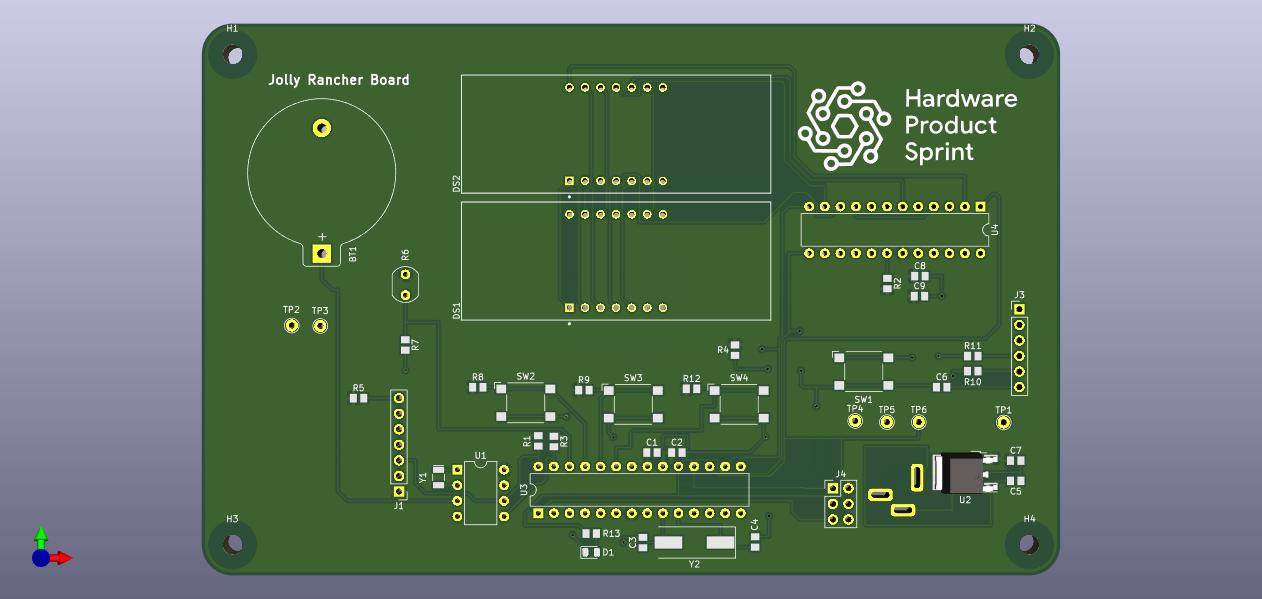 H1
H2
Jolly Rancher Board
Hardware
Product
Sprint
DS2
+
BT1
R6
DS1
U4
C8
R2
C9
J3
TP2
TP3
R7
R4
R11
R10
C6
SW1
R5
R8
SW2
R9
SW3
R12
SW4
TP4
TP5
TP6
TP1
R1
R3
C1
C2
U1
Y1
J1
U3
J4
C7
U2
C5
H3
R13
D1
C3
Y2
C4
H4